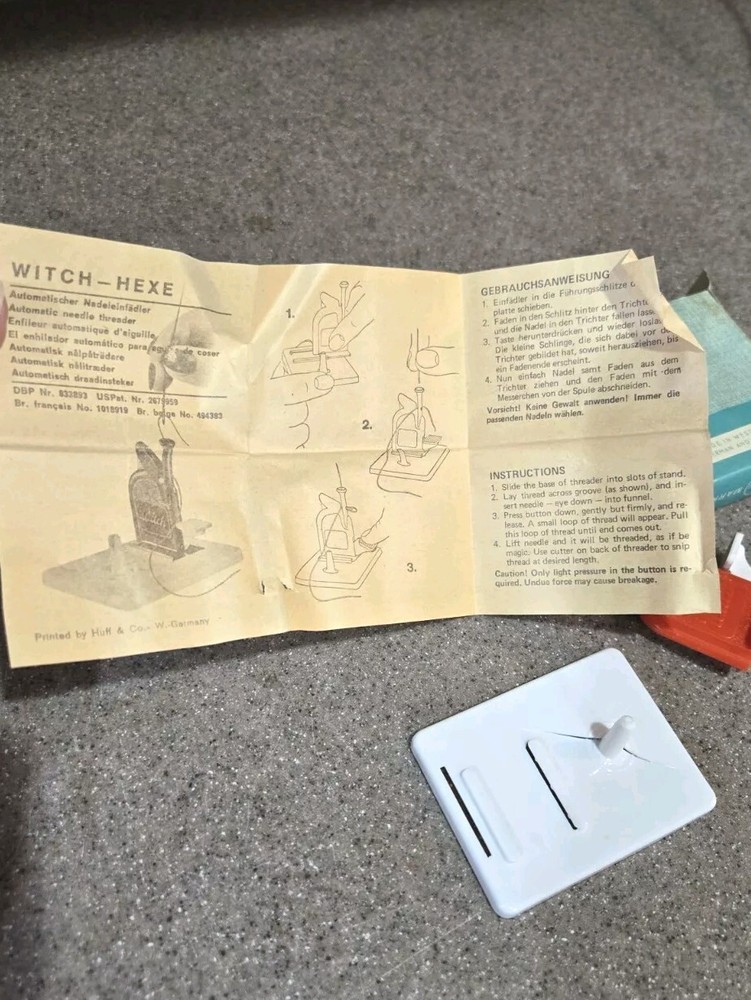 WITCH – HEXE
Automatischer Nadeleinfädler
Automatic needle threader
Enfileur automatique d'aiguille
El enhilador automático para de coser
Automatisk nålpåträdare
Automatisk nåltræder
Automatisch dradinsteker
DBP Nr. 833893 USPat. Nr.
Br. français No. 1018919 Br. No. 494383
Printed by Huff & Co. - W.-Germany
1.
2.
3.
GEBRAUCHSANWEISUNG
1. Einfädler in die Führungsschlitze
platte schieben.
2. Faden in den Schlitz hinter den
und die Nadel in den Trichter fallen
3. Taste herunterdrücken und wieder
Die kleine Schlinge, die sich dabei vor
Trichter gebildet hat, soweit herausziehen, bis
ein Fadenende erscheint.
4. Nun einfach Nadel samt Faden aus dem
Trichter ziehen und den Faden mit dem
Messerchen von der Spule abschneiden.
Vorsicht! Keine Gewalt anwenden! Immer die
passenden Nadeln wählen.
INSTRUCTIONS
1. Slide the base of threader into slots of stand.
2. Lay thread across groove (as shown), and in-
sert needle — eye down — into funnel.
3. Press button down, gently but firmly, and re-
lease. A small loop of thread will appear. Pull
this loop of thread until end comes out.
4. Lift needle and it will be threaded, as if be
magic. Use cutter on back of threader to snip
thread at desired length.
Caution! Only light pressure in the button is re-
quired. Undue force may cause breakage.